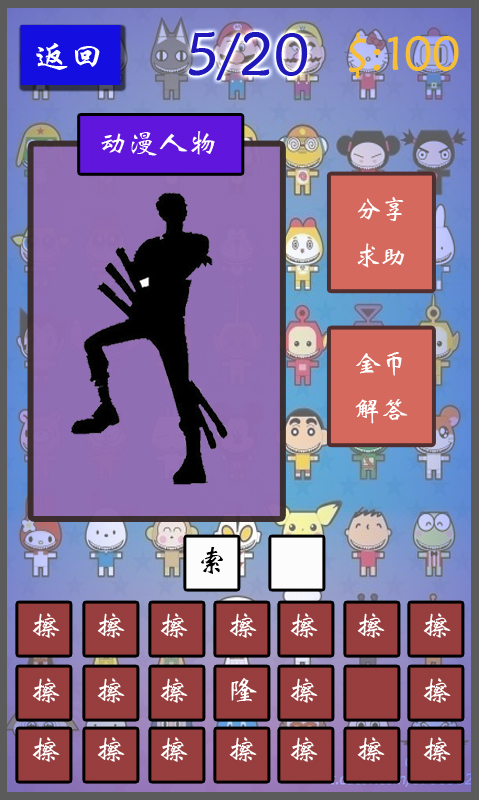 返回
5/20
$:100
动漫人物
分享
求助
金币
解答
索
擦 擦 擦 擦 擦 擦 擦
擦 擦 擦 隆 擦 擦
擦 擦 擦 擦 擦 擦 擦